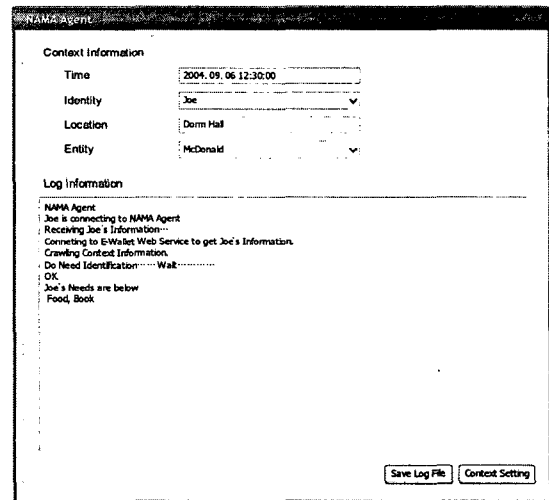 NAMA Agent
Context Information
Time 2004. 09. 06 12:30:00
Identity Joe
Location Dorm Hall
Entity McDonald
Log Information
NAMA Agent
Joe is connecting to NAMA Agent
Receiving Joe's Information···
Conneting to E-Wallet Web Service to get Joe's Information.
Crawling Context Information.
Do Need Identification······ Wait············
OK
Joe's Needs are below
Food, Book
Save Log File Context Setting